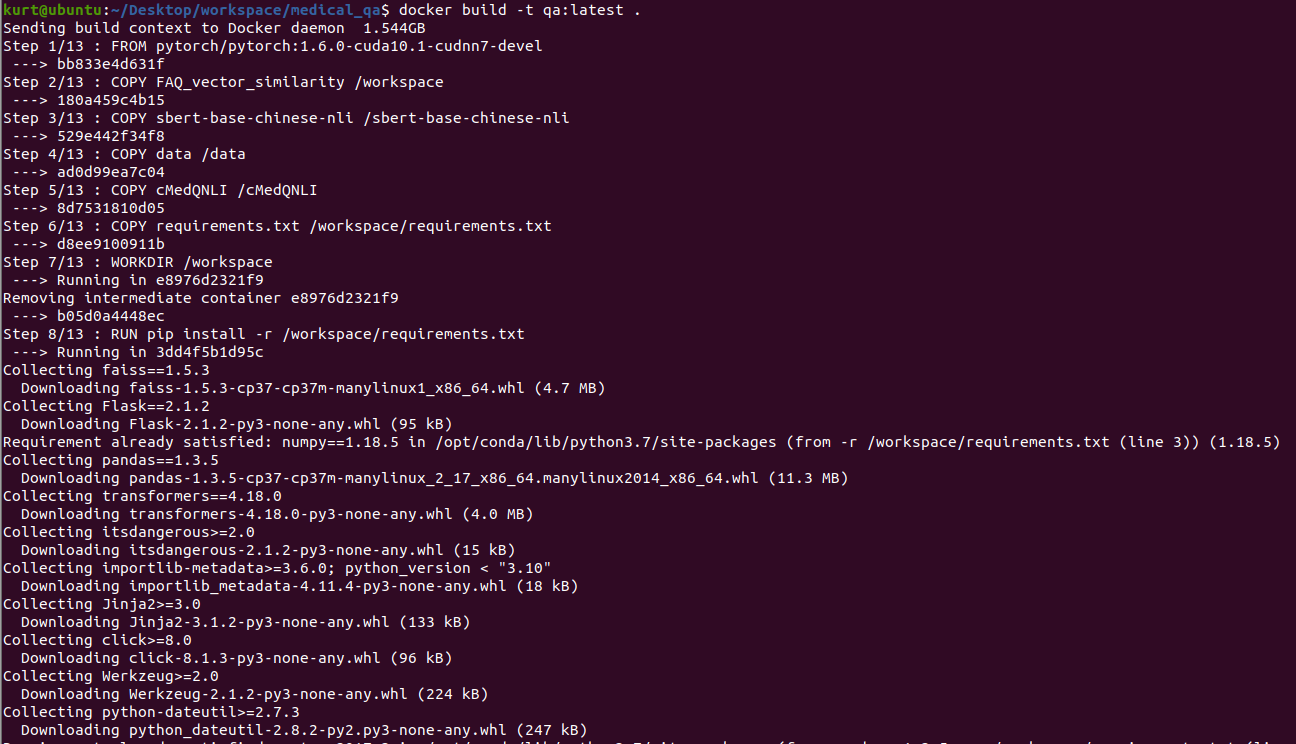 kurt@ubuntu:~/Desktop/workspace/medical_qa$ docker build -t qa:latest .
Sending build context to Docker daemon  1.544GB
Step 1/13 : FROM pytorch/pytorch:1.6.0-cuda10.1-cudnn7-devel
 ---> bb833e4d631f
Step 2/13 : COPY FAQ_vector_similarity /workspace
 ---> 180a459c4b15
Step 3/13 : COPY sbert-base-chinese-nli /sbert-base-chinese-nli
 ---> 529e442f34f8
Step 4/13 : COPY data /data
 ---> ad0d99ea7c04
Step 5/13 : COPY cMedQNLI /cMedQNLI
 ---> 8d7531810d05
Step 6/13 : COPY requirements.txt /workspace/requirements.txt
 ---> d8ee9100911b
Step 7/13 : WORKDIR /workspace
 ---> Running in e8976d2321f9
Removing intermediate container e8976d2321f9
 ---> b05d0a4448ec
Step 8/13 : RUN pip install -r /workspace/requirements.txt
 ---> Running in 3dd4f5b1d95c
Collecting faiss==1.5.3
  Downloading faiss-1.5.3-cp37-cp37m-manylinux1_x86_64.whl (4.7 MB)
Collecting Flask==2.1.2
  Downloading Flask-2.1.2-py3-none-any.whl (95 kB)
Requirement already satisfied: numpy==1.18.5 in /opt/conda/lib/python3.7/site-packages (from -r /workspace/requirements.txt (line 3)) (1.18.5)
Collecting pandas==1.3.5
  Downloading pandas-1.3.5-cp37-cp37m-manylinux_2_17_x86_64.manylinux2014_x86_64.whl (11.3 MB)
Collecting transformers==4.18.0
  Downloading transformers-4.18.0-py3-none-any.whl (4.0 MB)
Collecting itsdangerous>=2.0
  Downloading itsdangerous-2.1.2-py3-none-any.whl (15 kB)
Collecting importlib-metadata>=3.6.0; python_version < "3.10"
  Downloading importlib_metadata-4.11.4-py3-none-any.whl (18 kB)
Collecting Jinja2>=3.0
  Downloading Jinja2-3.1.2-py3-none-any.whl (133 kB)
Collecting click>=8.0
  Downloading click-8.1.3-py3-none-any.whl (96 kB)
Collecting Werkzeug>=2.0
  Downloading Werkzeug-2.1.2-py3-none-any.whl (224 kB)
Collecting python-dateutil>=2.7.3
  Downloading python_dateutil-2.8.2-py2.py3-none-any.whl (247 kB)